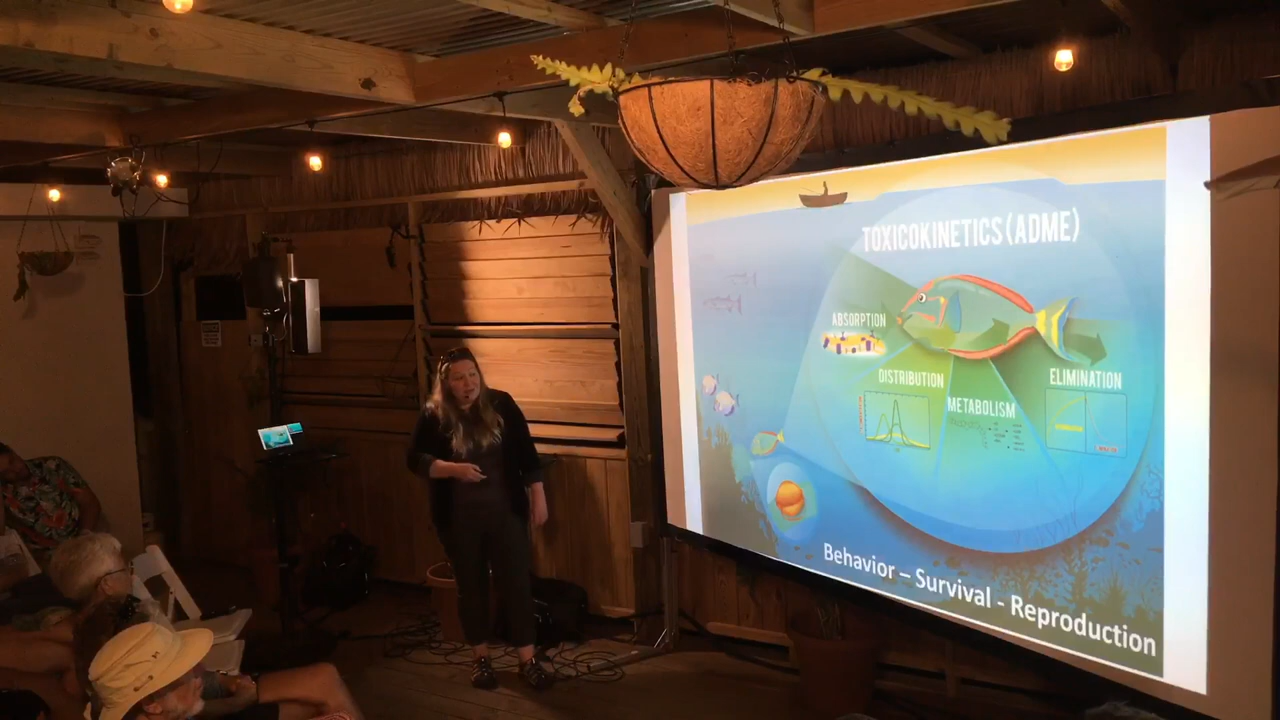 TOXICOKINETICS (ADME)
ABSORPTION
DISTRIBUTION
METABOLISM
ELIMINATION
Behavior – Survival - Reproduction